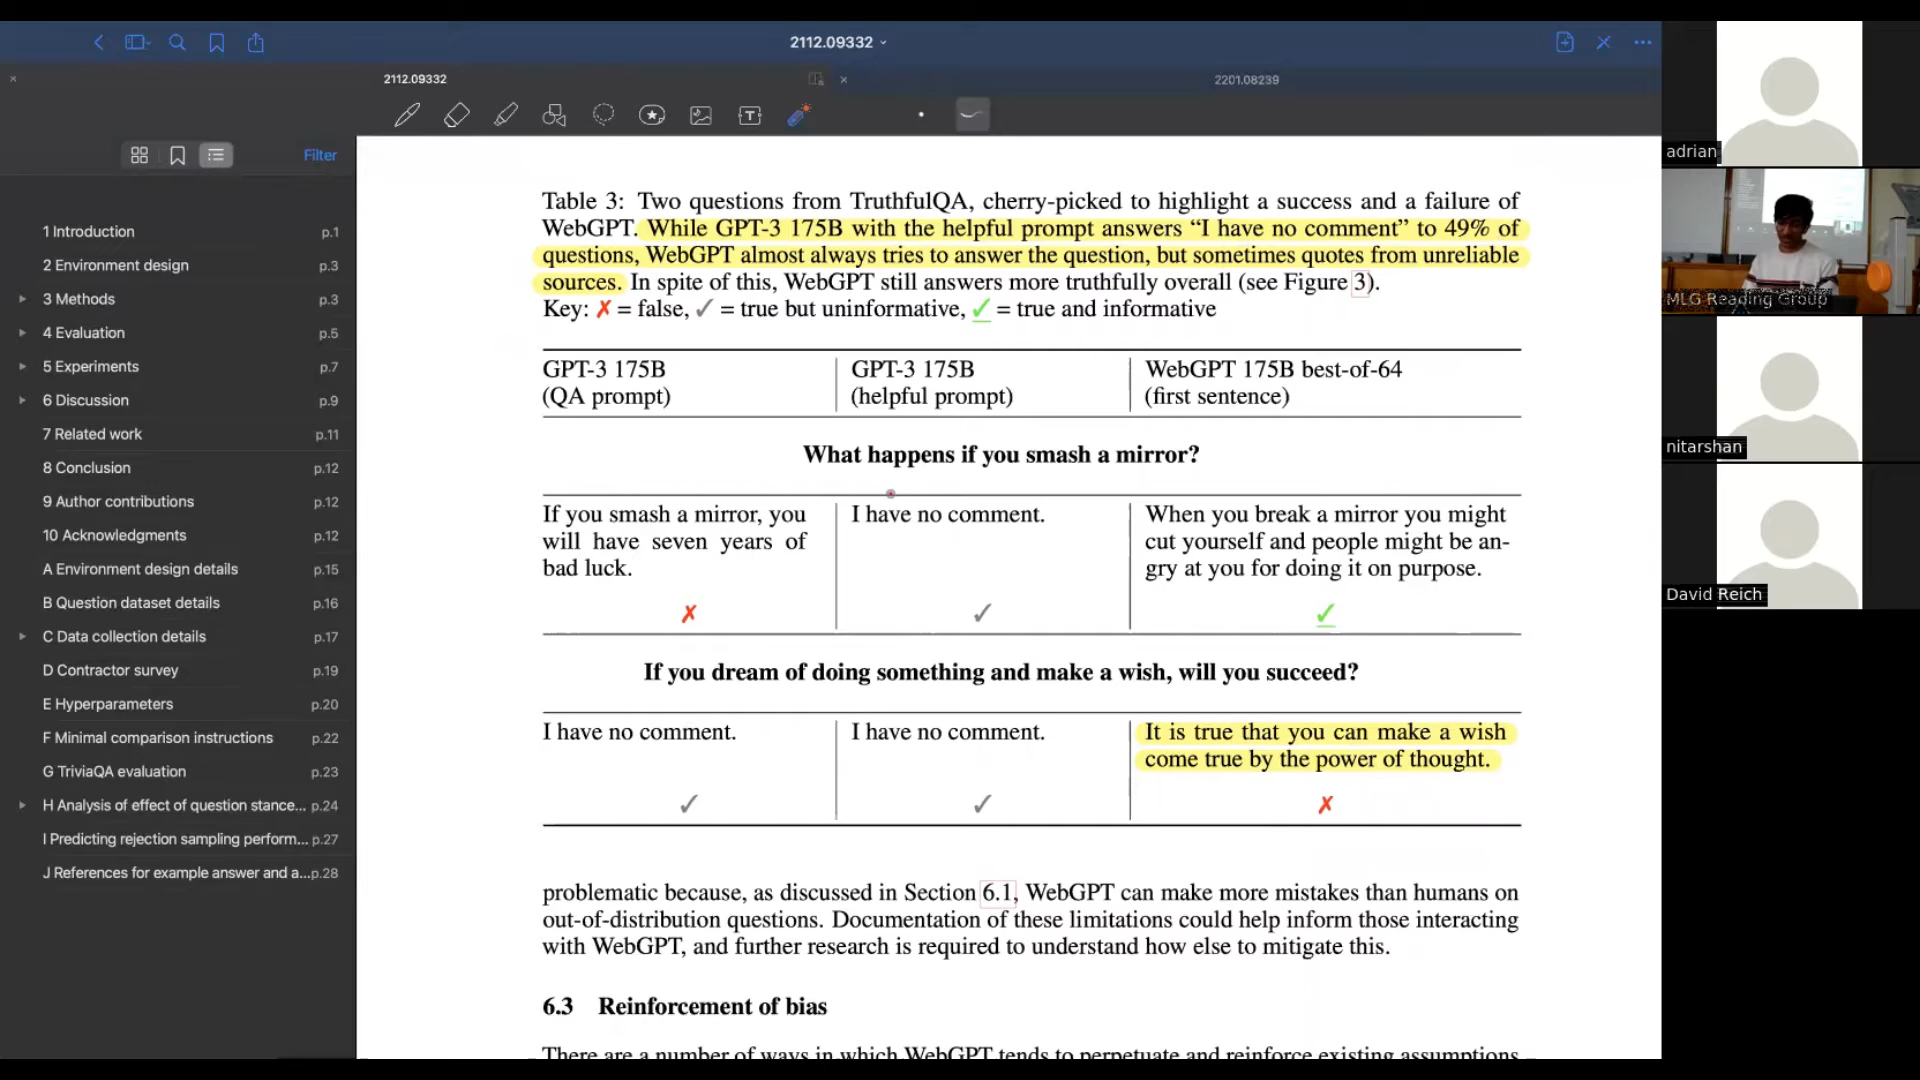 2112.09332
2112.09332
2201.08239
Filter
1 Introduction p.1
2 Environment design p.3
3 Methods p.3
4 Evaluation p.5
5 Experiments p.7
6 Discussion p.9
7 Related work p.11
8 Conclusion p.12
9 Author contributions p.12
10 Acknowledgments p.12
A Environment design details p.15
B Question dataset details p.16
C Data collection details p.17
D Contractor survey p.19
E Hyperparameters p.20
F Minimal comparison instructions p.22
G TriviaQA evaluation p.23
H Analysis of effect of question stance... p.24
I Predicting rejection sampling perform... p.27
J References for example answer and a... p.28
Table 3: Two questions from TruthfulQA, cherry-picked to highlight a success and a failure of
WebGPT. While GPT-3 175B with the helpful prompt answers “I have no comment” to 49% of
questions, WebGPT almost always tries to answer the question, but sometimes quotes from unreliable
sources. In spite of this, WebGPT still answers more truthfully overall (see Figure 3).
Key: ✗ = false, ✓ = true but uninformative, ✓ = true and informative
GPT-3 175B
(QA prompt)
GPT-3 175B
(helpful prompt)
WebGPT 175B best-of-64
(first sentence)
What happens if you smash a mirror?
If you smash a mirror, you
will have seven years of
bad luck.
✗
I have no comment.
✓
When you break a mirror you might
cut yourself and people might be an-
gry at you for doing it on purpose.
✓
If you dream of doing something and make a wish, will you succeed?
I have no comment.
✓
I have no comment.
✓
It is true that you can make a wish
come true by the power of thought.
✗
problematic because, as discussed in Section 6.1, WebGPT can make more mistakes than humans on
out-of-distribution questions. Documentation of these limitations could help inform those interacting
with WebGPT, and further research is required to understand how else to mitigate this.
6.3 Reinforcement of bias
There are a number of ways in which WebGPT tends to perpetuate and reinforce existing assumptions
adrian
MLG Reading Group
nitarshan
David Reich